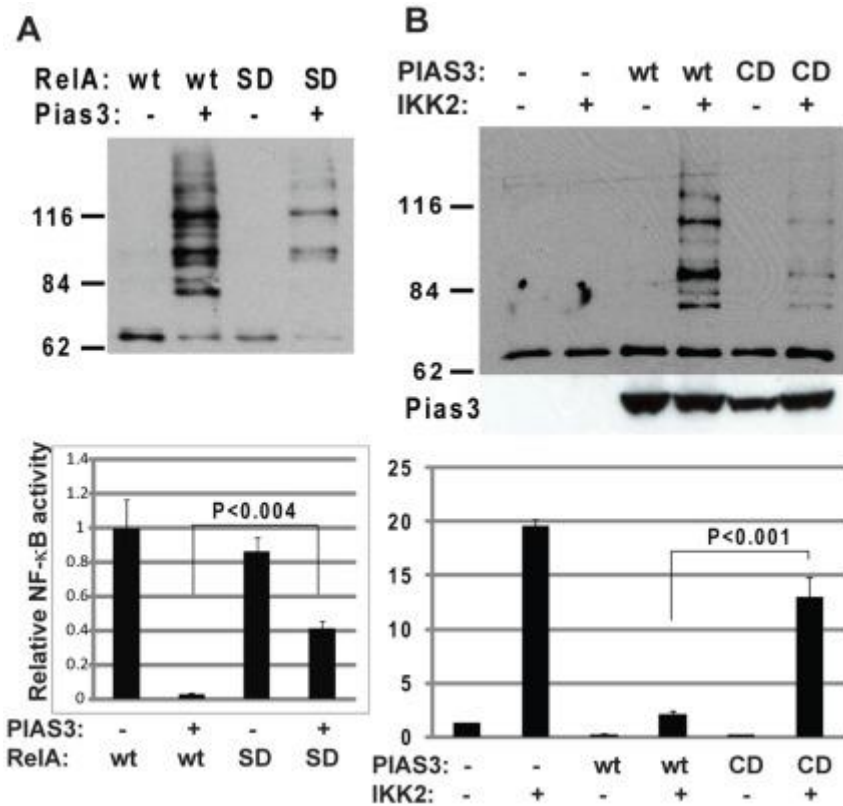 A
RelA: wt wt SD SD
Pias3: - + - +
116
84
62
Relative NF-κB activity
1.4
1.2
1
0.8
0.6
0.4
0.2
0
P<0.004
PIAS3: - + - +
RelA: wt wt SD SD
B
PIAS3: - - wt wt CD CD
IKK2: - + - + - +
116
84
62
Pias3
25
20
15
10
5
0
P<0.001
PIAS3: - - wt wt CD CD
IKK2: - + - + - +